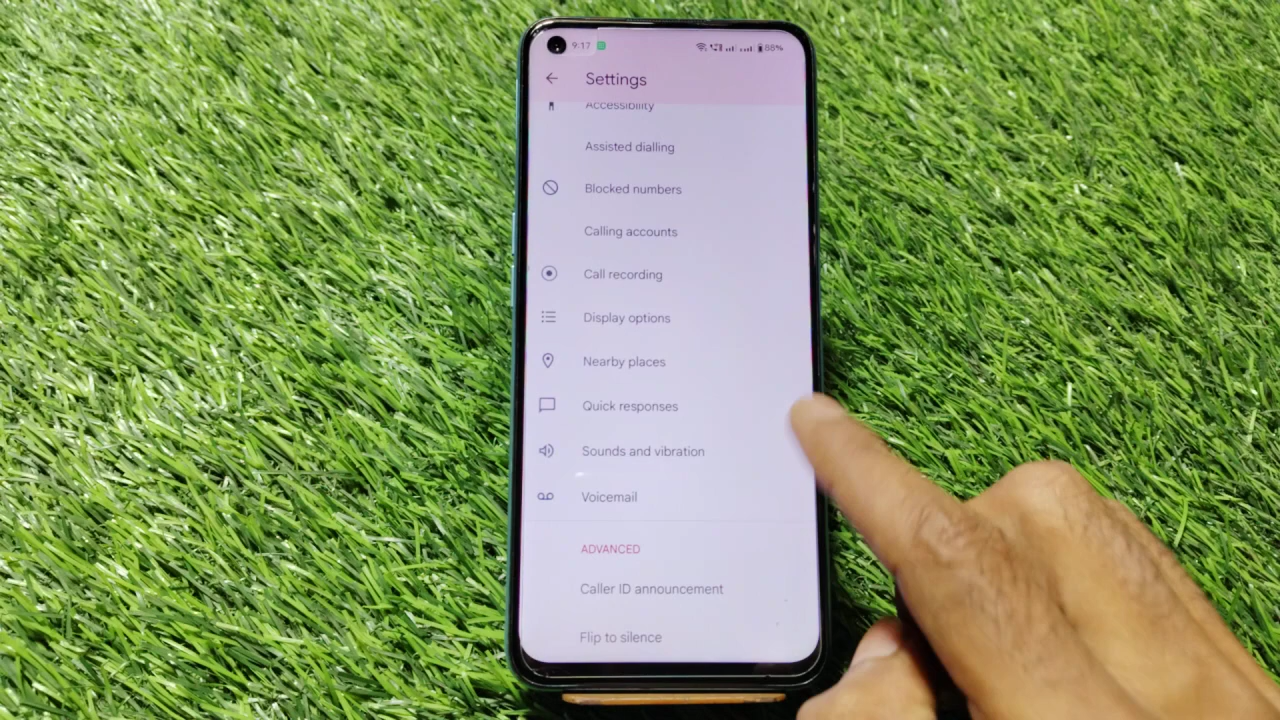 9:17
88%
Settings
Accessibility
Assisted dialling
Blocked numbers
Calling accounts
Call recording
Display options
Nearby places
Quick responses
Sounds and vibration
Voicemail
ADVANCED
Caller ID announcement
Flip to silence